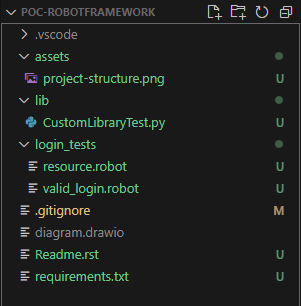 POC-ROBOTFRAMEWORK
.vscode
assets
project-structure.png U
lib
CustomLibraryTest.py U
login_tests
resource.robot U
valid_login.robot U
.gitignore M
diagram.drawio
Readme.rst U
requirements.txt U